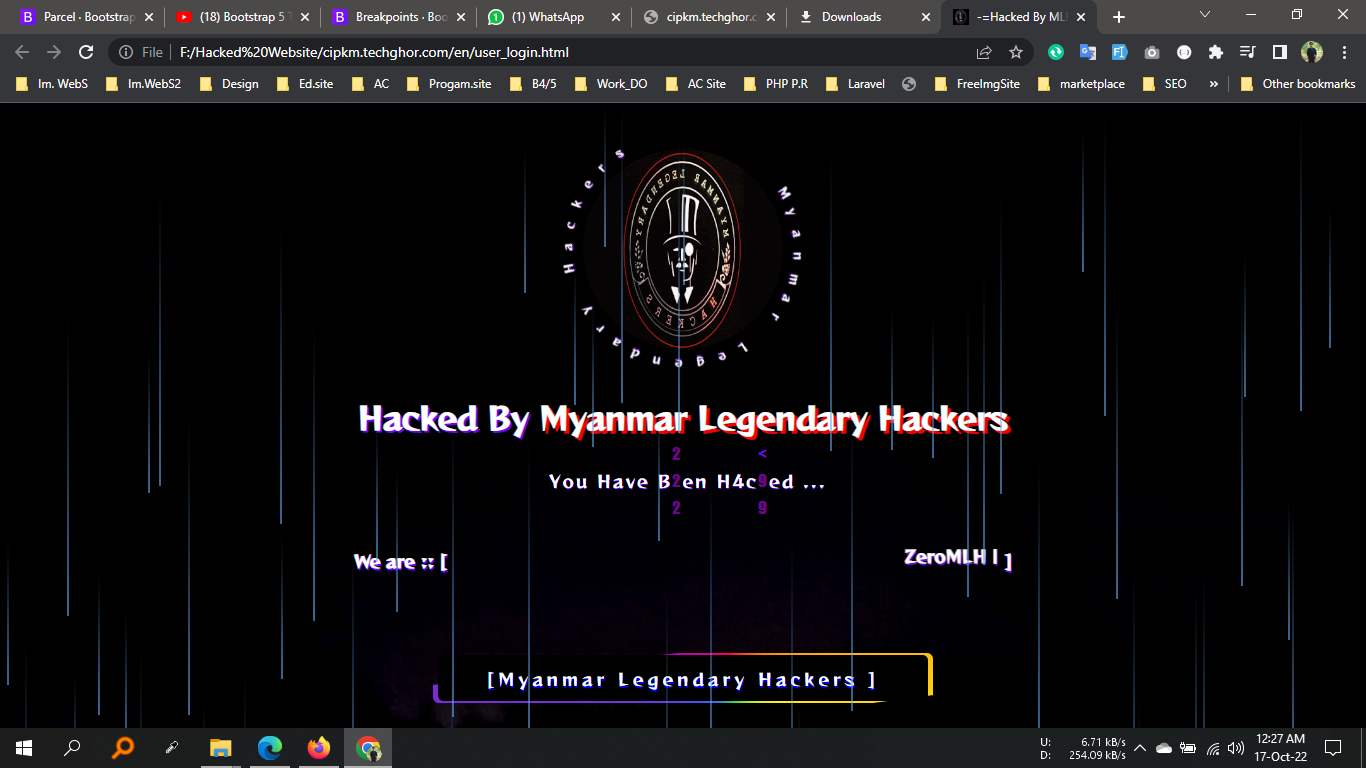 Parcel · Bootstrap
(18) Bootstrap 5 T
Breakpoints · Boo
(1) WhatsApp
cipkm.techghor.c
Downloads
-=Hacked By MLH
File F:/Hacked%20Website/cipkm.techghor.com/en/user_login.html
Im. WebS
Im.WebS2
Design
Ed.site
AC
Progam.site
B4/5
Work_DO
AC Site
PHP P.R
Laravel
FreeImgSite
marketplace
SEO
»
Other bookmarks
Myanmar Legendary Hackers
MYANMAR LEGENDARY
HACKERS
Hacked By Myanmar Legendary Hackers
2 <
You Have B2en H4c9ed ...
2 9
We are :: [ ZeroMLH | ]
[Myanmar Legendary Hackers ]
U: 6.71 kB/s
D: 254.09 kB/s
12:27 AM
17-Oct-22